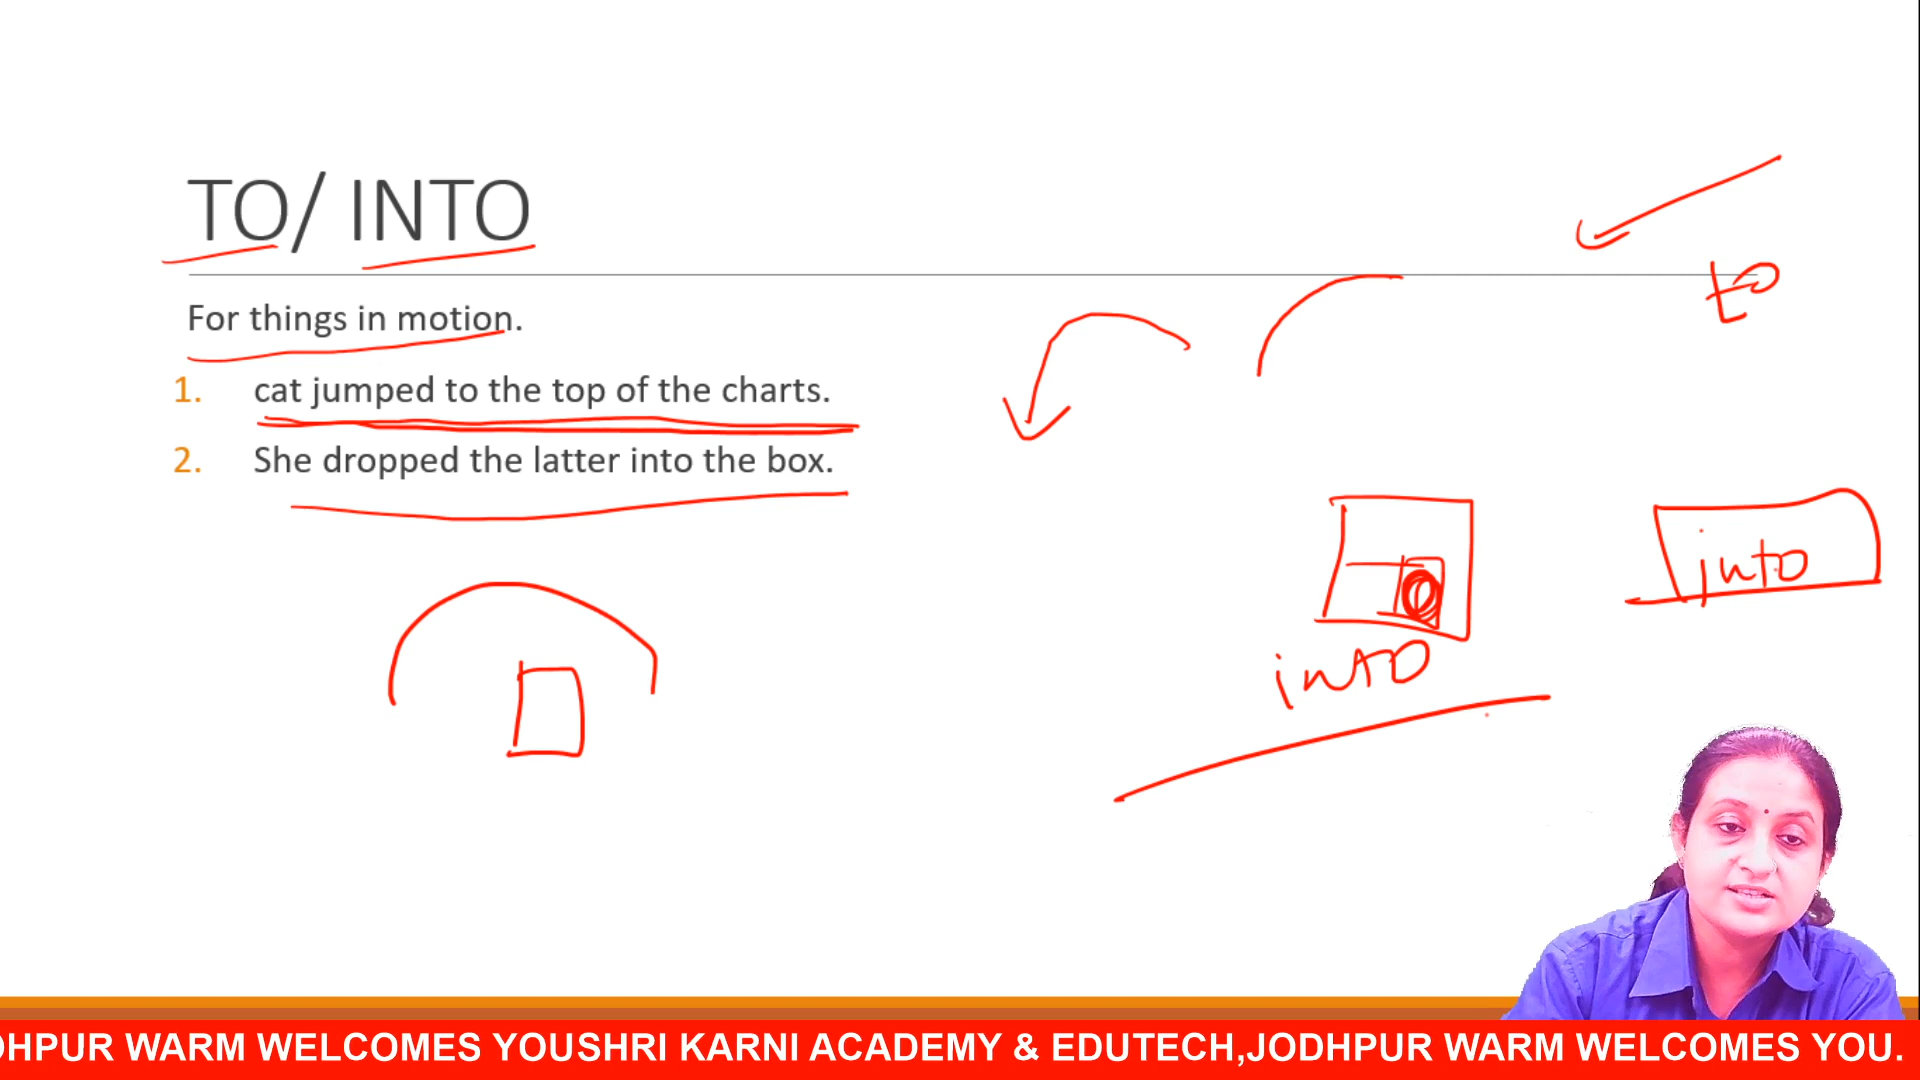 TO/ INTO
For things in motion.
1. cat jumped to the top of the charts.
2. She dropped the latter into the box.
to
into
into
DHPUR WARM WELCOMES YOUSHRI KARNI ACADEMY & EDUTECH,JODHPUR WARM WELCOMES YOU.